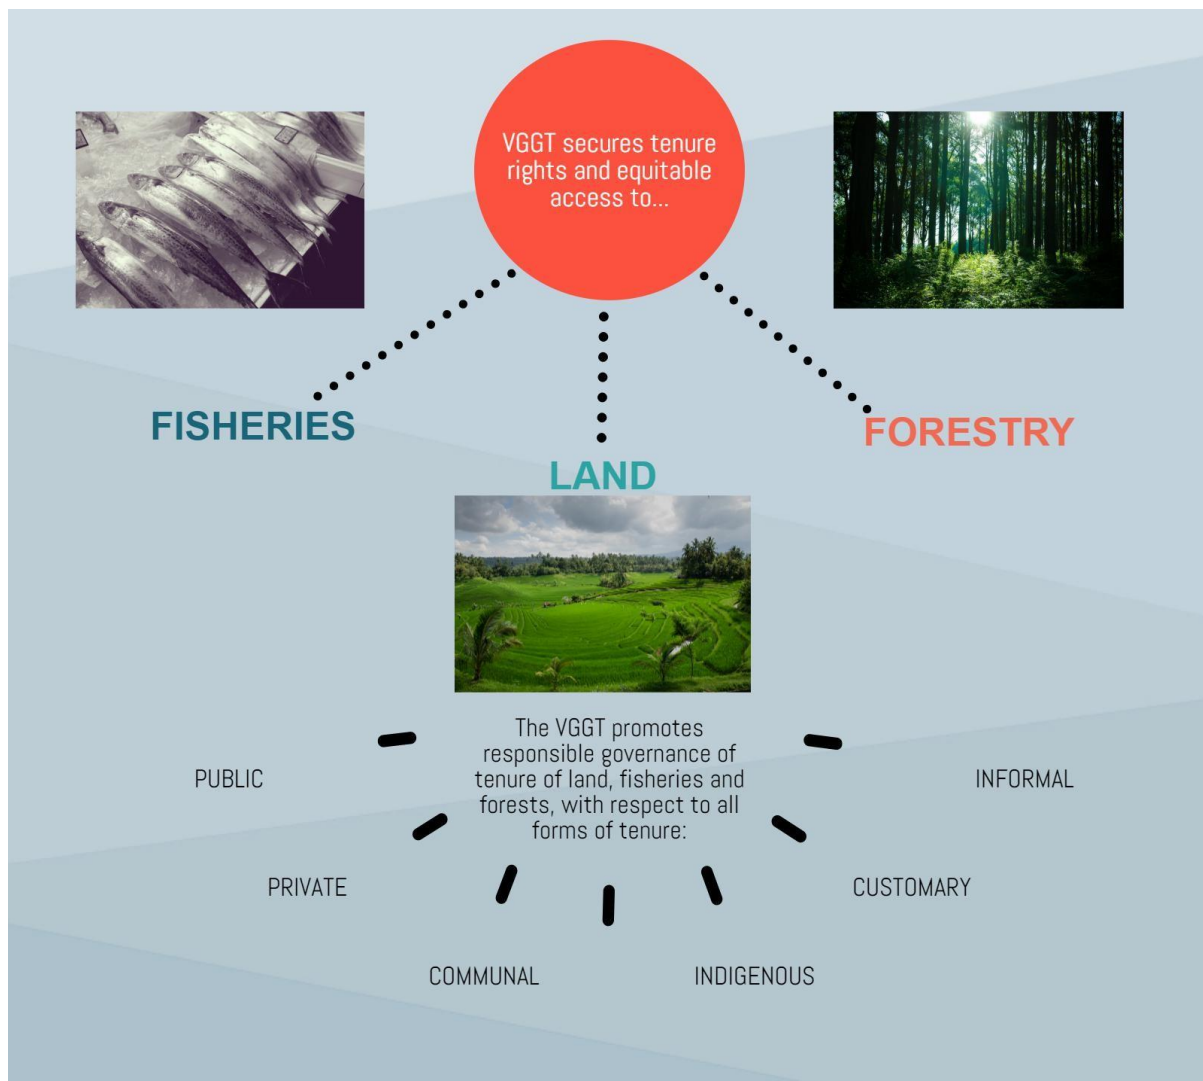 VGGT secures tenure
rights and equitable
access to...
FISHERIES
FORESTRY
LAND
The VGGT promotes
responsible governance of
tenure of land, fisheries and
forests, with respect to all
forms of tenure:
PUBLIC
INFORMAL
PRIVATE
CUSTOMARY
COMMUNAL
INDIGENOUS